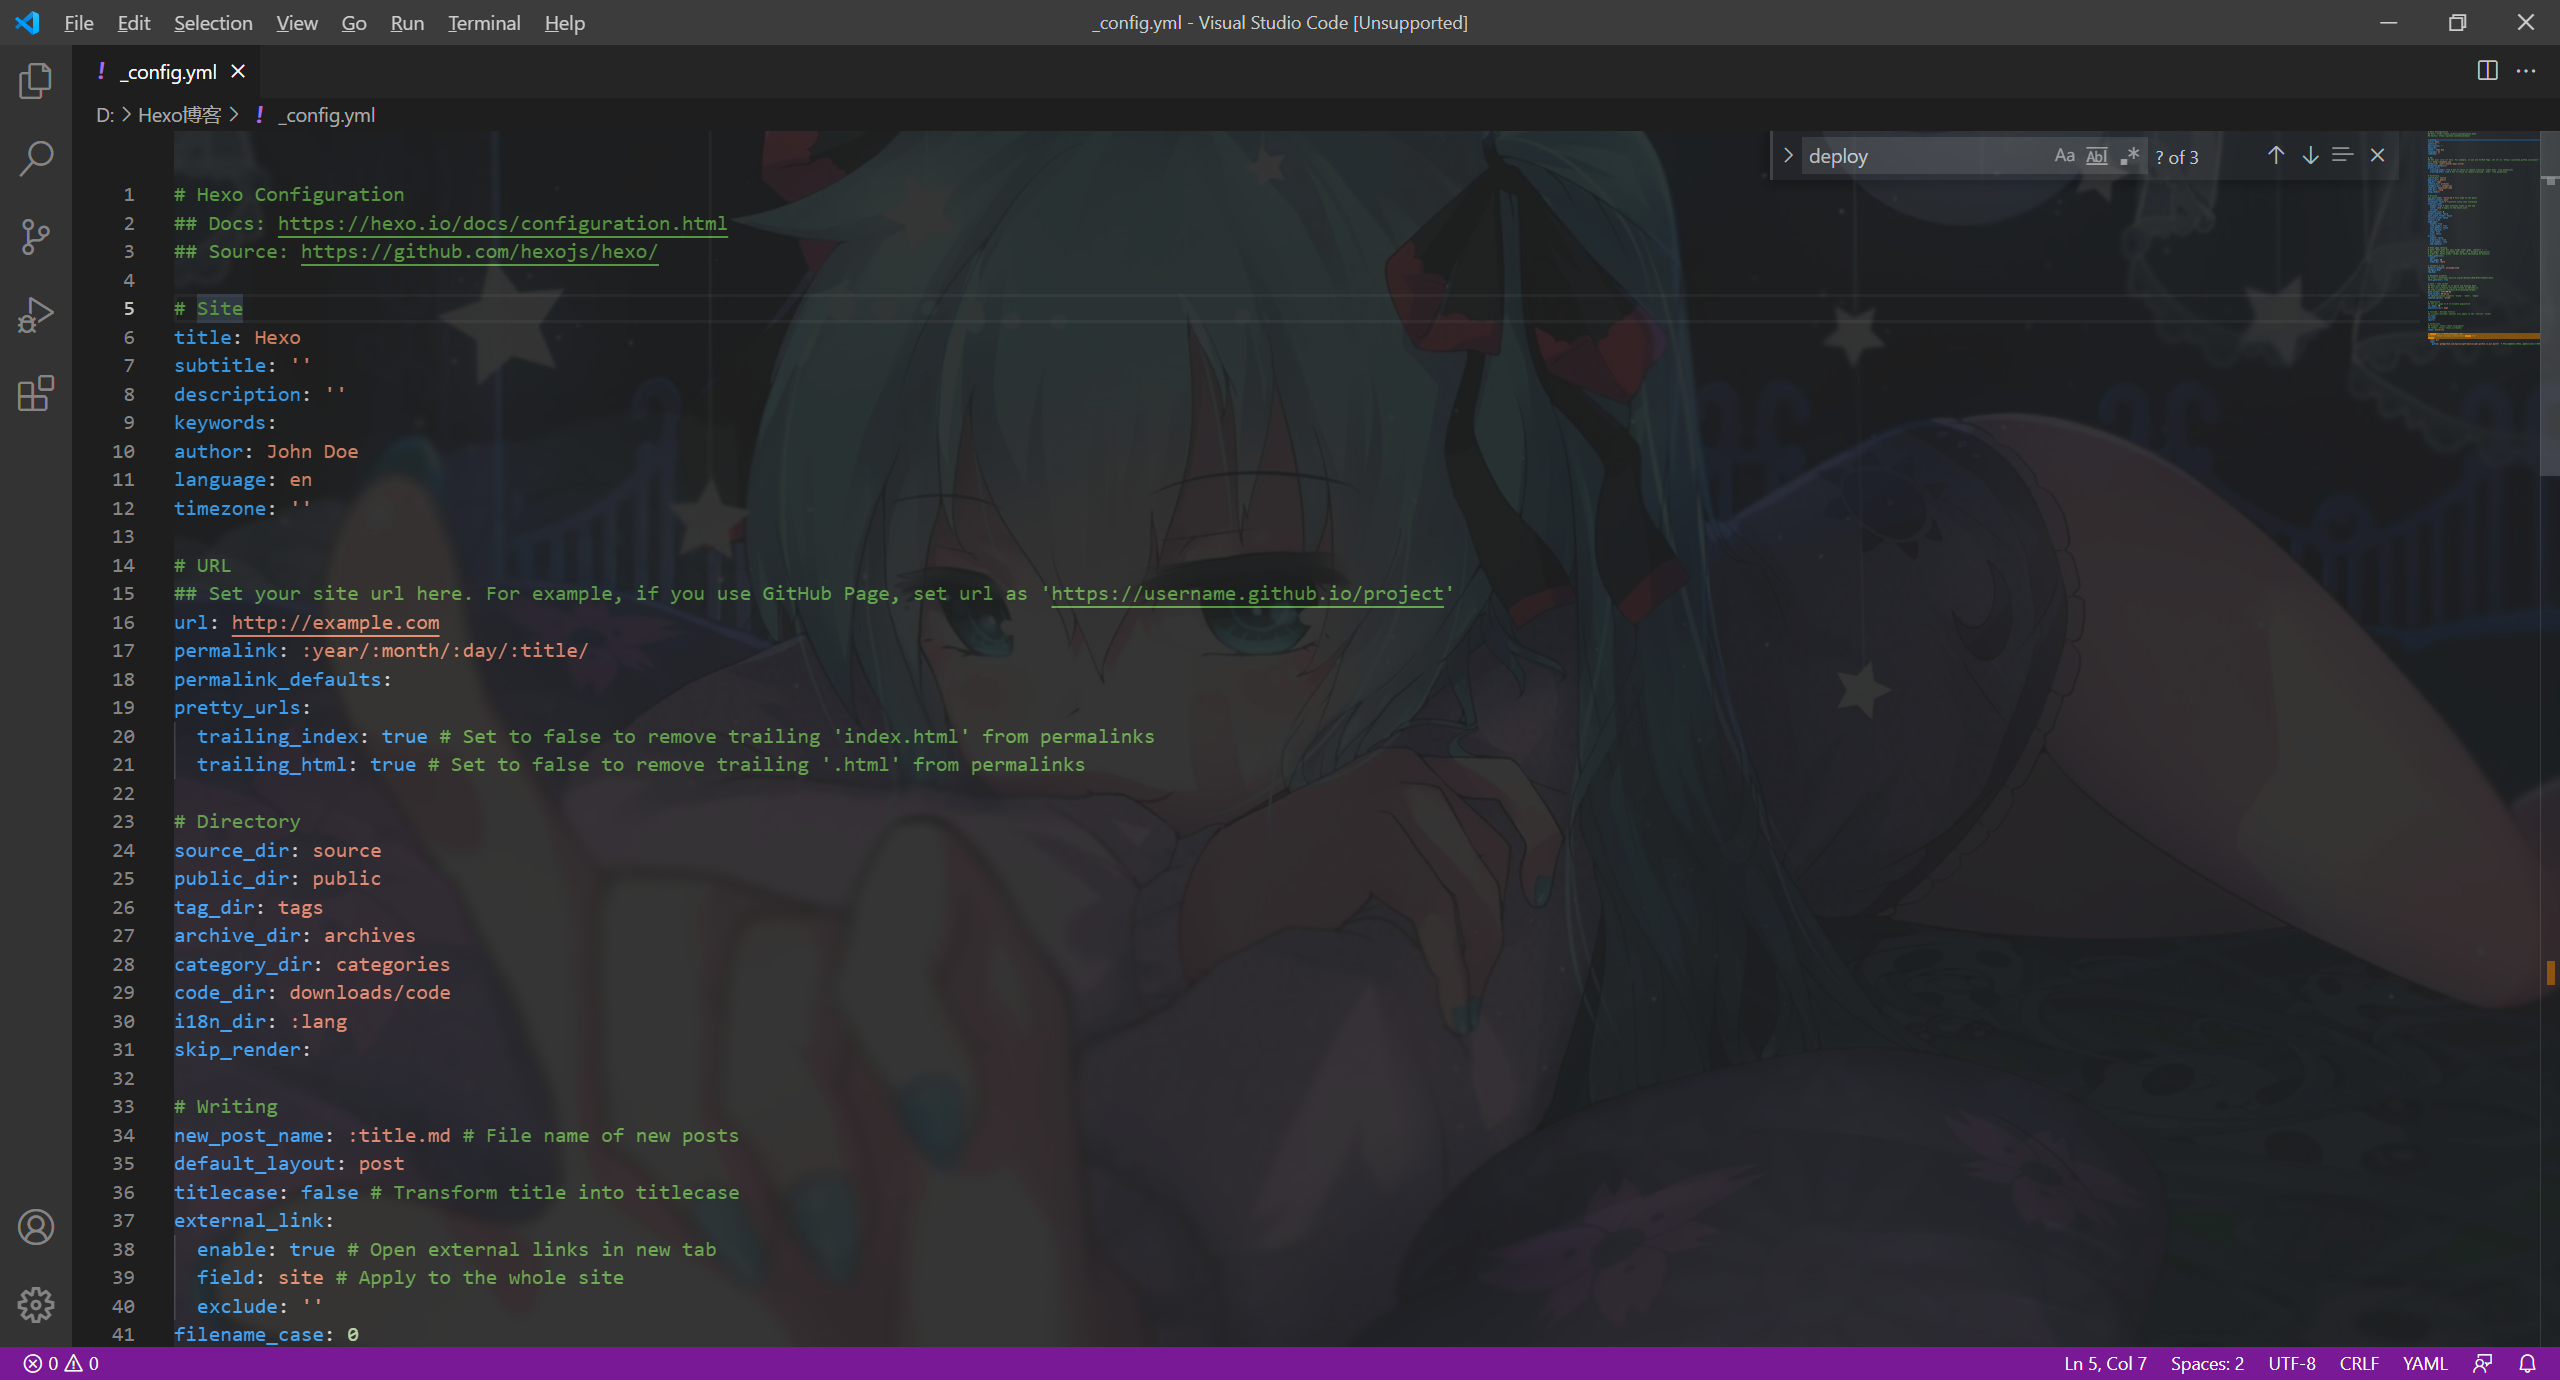 File Edit Selection View Go Run Terminal Help
_config.yml - Visual Studio Code [Unsupported]
! _config.yml
D: > Hexo博客 > ! _config.yml
deploy Aa Abl .* ? of 3
1 # Hexo Configuration
2 ## Docs: https://hexo.io/docs/configuration.html
3 ## Source: https://github.com/hexojs/hexo/
4
5 # Site
6 title: Hexo
7 subtitle: ''
8 description: ''
9 keywords:
10 author: John Doe
11 language: en
12 timezone: ''
13
14 # URL
15 ## Set your site url here. For example, if you use GitHub Page, set url as 'https://username.github.io/project'
16 url: http://example.com
17 permalink: :year/:month/:day/:title/
18 permalink_defaults:
19 pretty_urls:
20 trailing_index: true # Set to false to remove trailing 'index.html' from permalinks
21 trailing_html: true # Set to false to remove trailing '.html' from permalinks
22
23 # Directory
24 source_dir: source
25 public_dir: public
26 tag_dir: tags
27 archive_dir: archives
28 category_dir: categories
29 code_dir: downloads/code
30 i18n_dir: :lang
31 skip_render:
32
33 # Writing
34 new_post_name: :title.md # File name of new posts
35 default_layout: post
36 titlecase: false # Transform title into titlecase
37 external_link:
38 enable: true # Open external links in new tab
39 field: site # Apply to the whole site
40 exclude: ''
41 filename_case: 0
0 0
Ln 5, Col 7 Spaces: 2 UTF-8 CRLF YAML